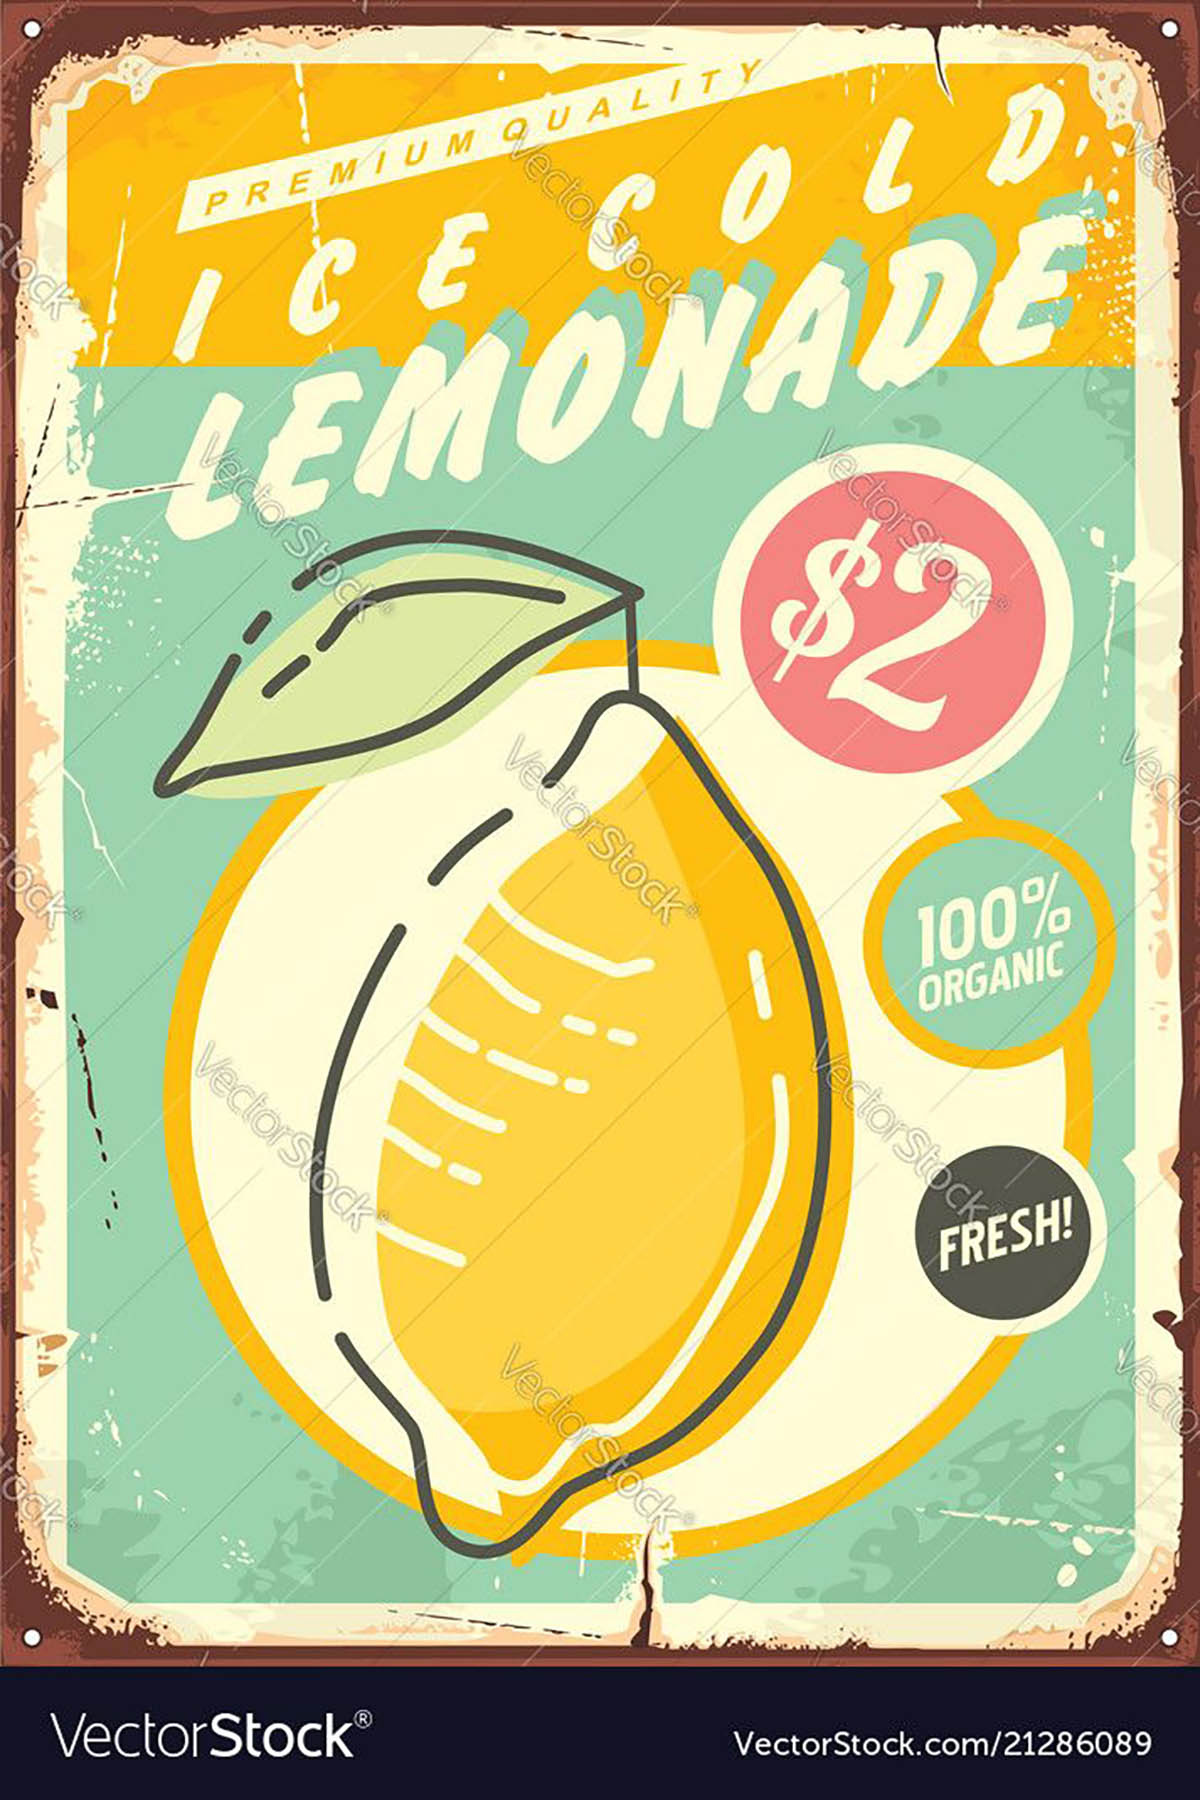 PREMIUM QUALITY
ICE COLD
LEMONADE
$2
100%
ORGANIC
FRESH!
VectorStock®
VectorStock.com/21286089